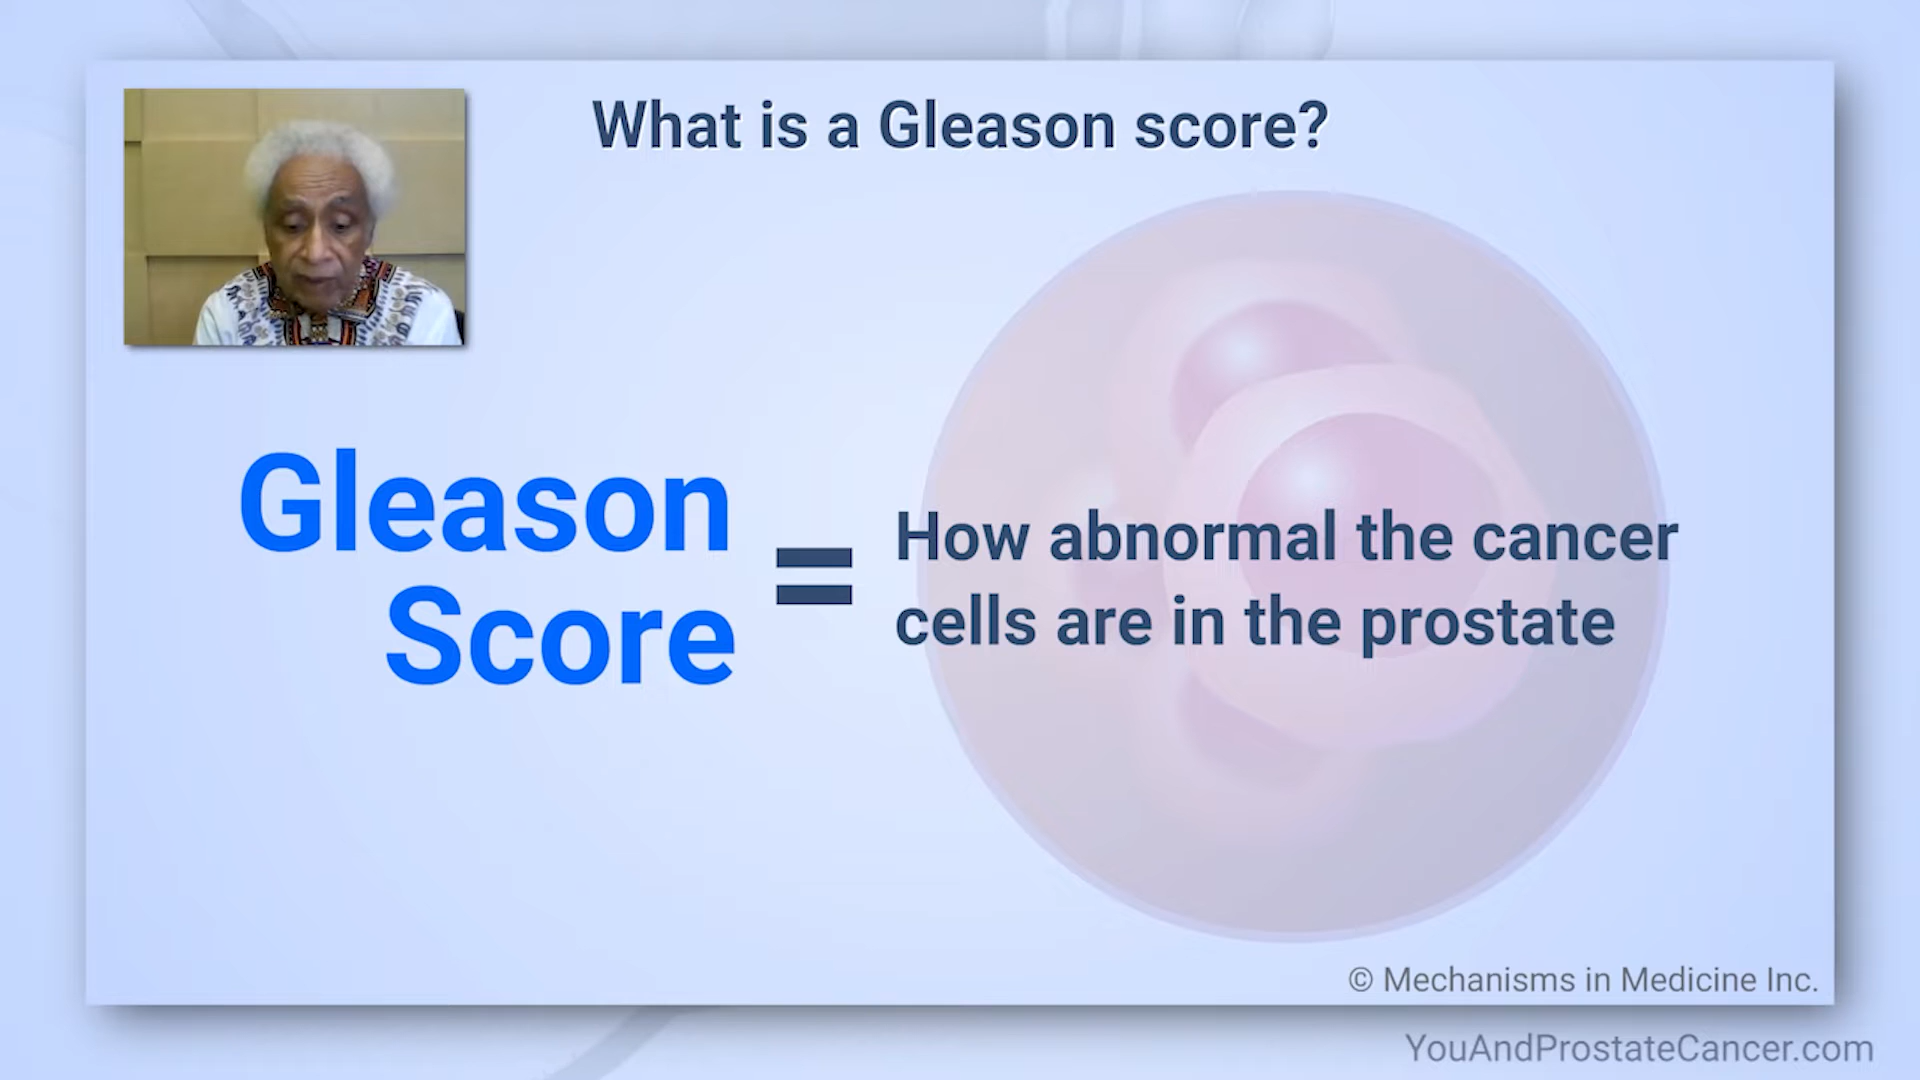 What is a Gleason score?
Gleason
Score
=
How abnormal the cancer
cells are in the prostate
© Mechanisms in Medicine Inc.
YouAndProstateCancer.com